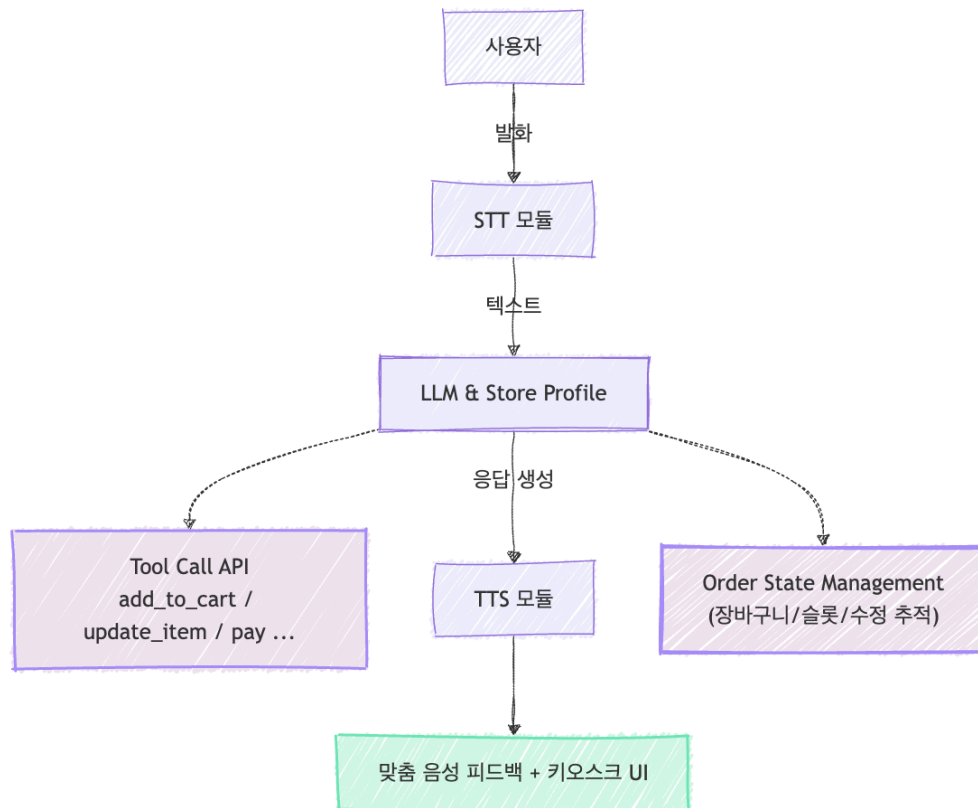 사용자
발화
STT 모듈
텍스트
LLM & Store Profile
응답 생성
Tool Call API
add_to_cart /
update_item / pay ...
TTS 모듈
Order State Management
(장바구니/슬롯/수정 추적)
맞춤 음성 피드백 + 키오스크 UI